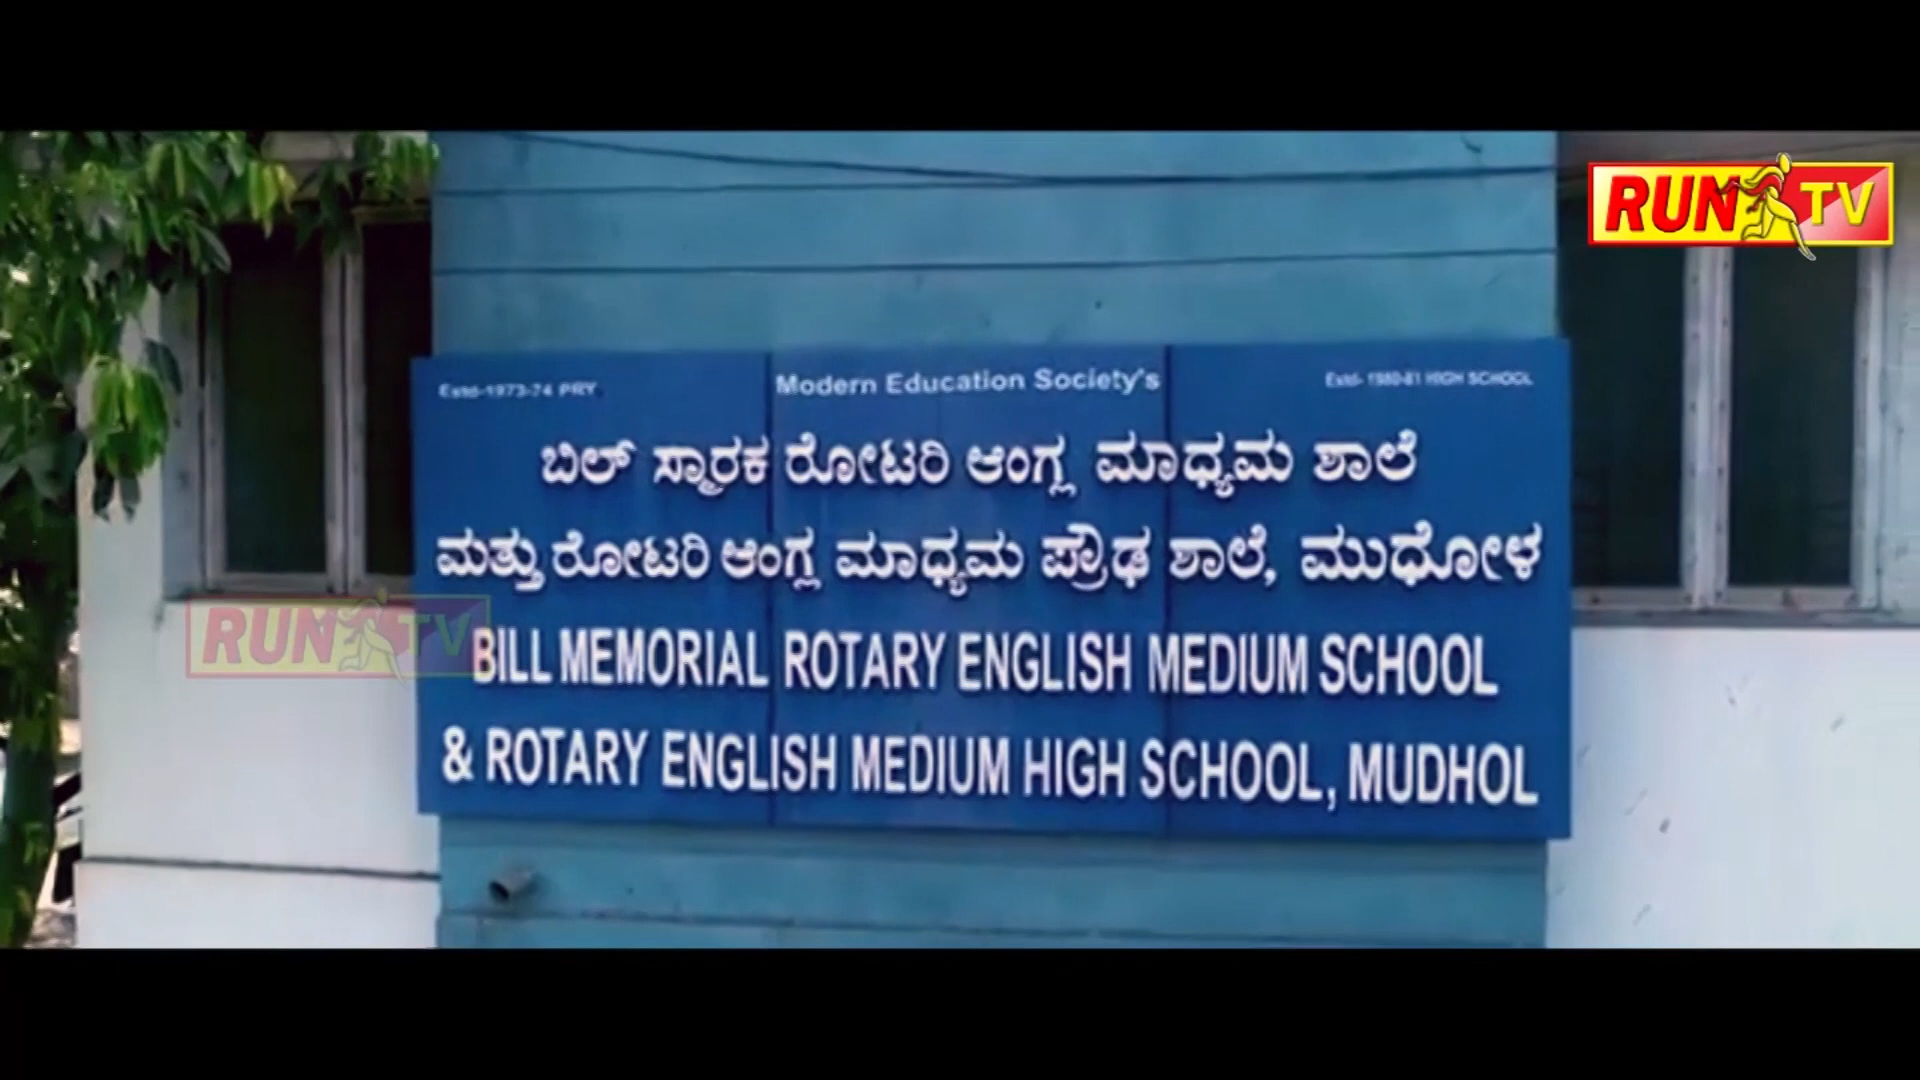 RUN TV
Estd-1973-74 PRY.
Modern Education Society's
Estd- 1980-81 HIGH SCHOOL
ಬಿಲ್ ಸ್ಮಾರಕ ರೋಟರಿ ಆಂಗ್ಲ ಮಾಧ್ಯಮ ಶಾಲೆ
ಮತ್ತು ರೋಟರಿ ಆಂಗ್ಲ ಮಾಧ್ಯಮ ಪ್ರೌಢ ಶಾಲೆ, ಮುಧೋಳ
RUN TV
BILL MEMORIAL ROTARY ENGLISH MEDIUM SCHOOL
& ROTARY ENGLISH MEDIUM HIGH SCHOOL, MUDHOL